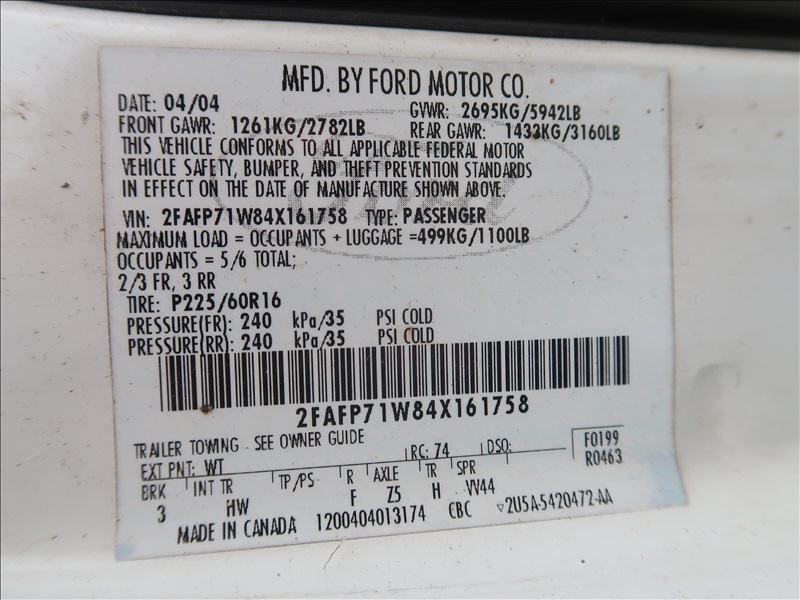 MFD. BY FORD MOTOR CO.
DATE: 04/04
GVWR: 2695KG/5942LB
FRONT GAWR: 1261KG/2782LB REAR GAWR: 1433KG/3160LB
THIS VEHICLE CONFORMS TO ALL APPLICABLE FEDERAL MOTOR
VEHICLE SAFETY, BUMPER, AND THEFT PREVENTION STANDARDS
IN EFFECT ON THE DATE OF MANUFACTURE SHOWN ABOVE.
VIN: 2FAFP71W84X161758 TYPE: PASSENGER
MAXIMUM LOAD = OCCUPANTS + LUGGAGE =499KG/1100LB
OCCUPANTS = 5/6 TOTAL;
2/3 FR, 3 RR
TIRE: P225/60R16
PRESSURE(FR): 240 kPa/35 PSI COLD
PRESSURE(RR): 240 kPa/35 PSI COLD
2FAFP71W84X161758
TRAILER TOWING - SEE OWNER GUIDE
EXT PNT: WT RC: 74 DSO: F0199
R0463
BRK INT TR TP/PS R AXLE TR SPR
3 HW F Z5 H VV44
MADE IN CANADA 1200404013174 CBC ▽2U5A-5420472-AA